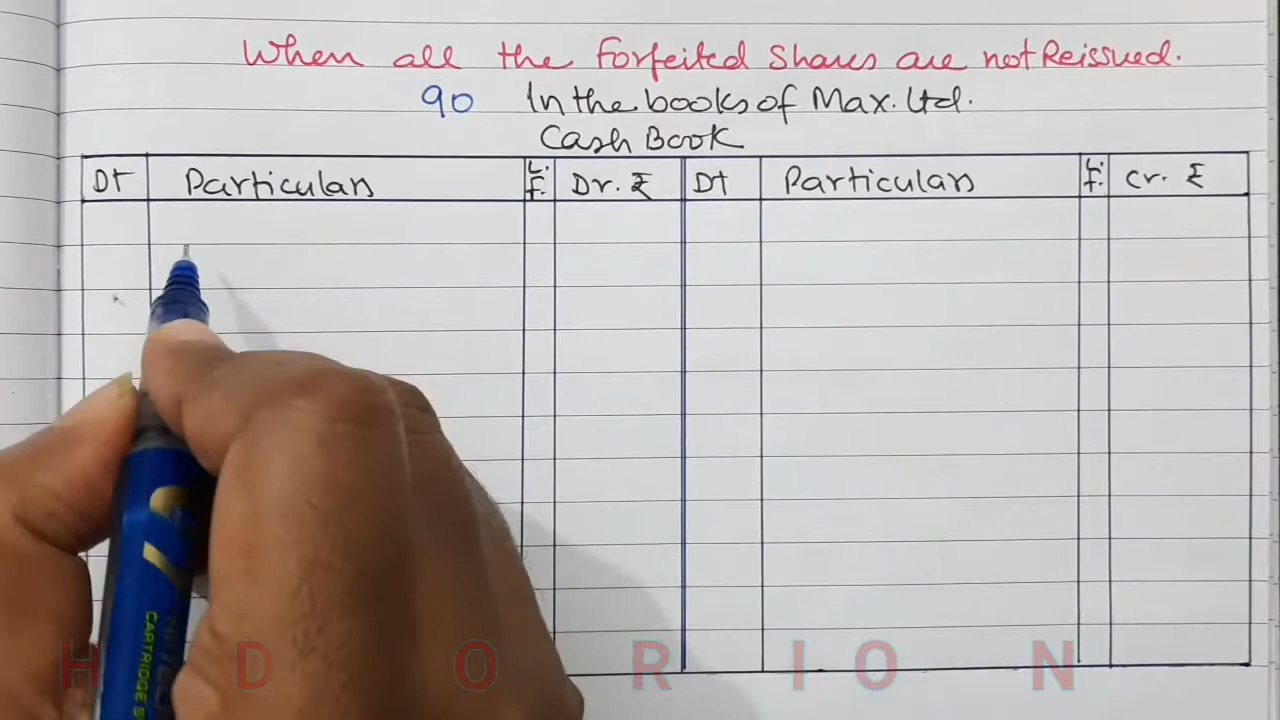 When all the forfeited Shares are not Reissued.
90 In the books of Max. Ltd.
Cash Book
Dt Particulars L.F. Dr. ₹ Dt Particulars L.F. Cr. ₹
CARTRIDGE
H D O R I O N